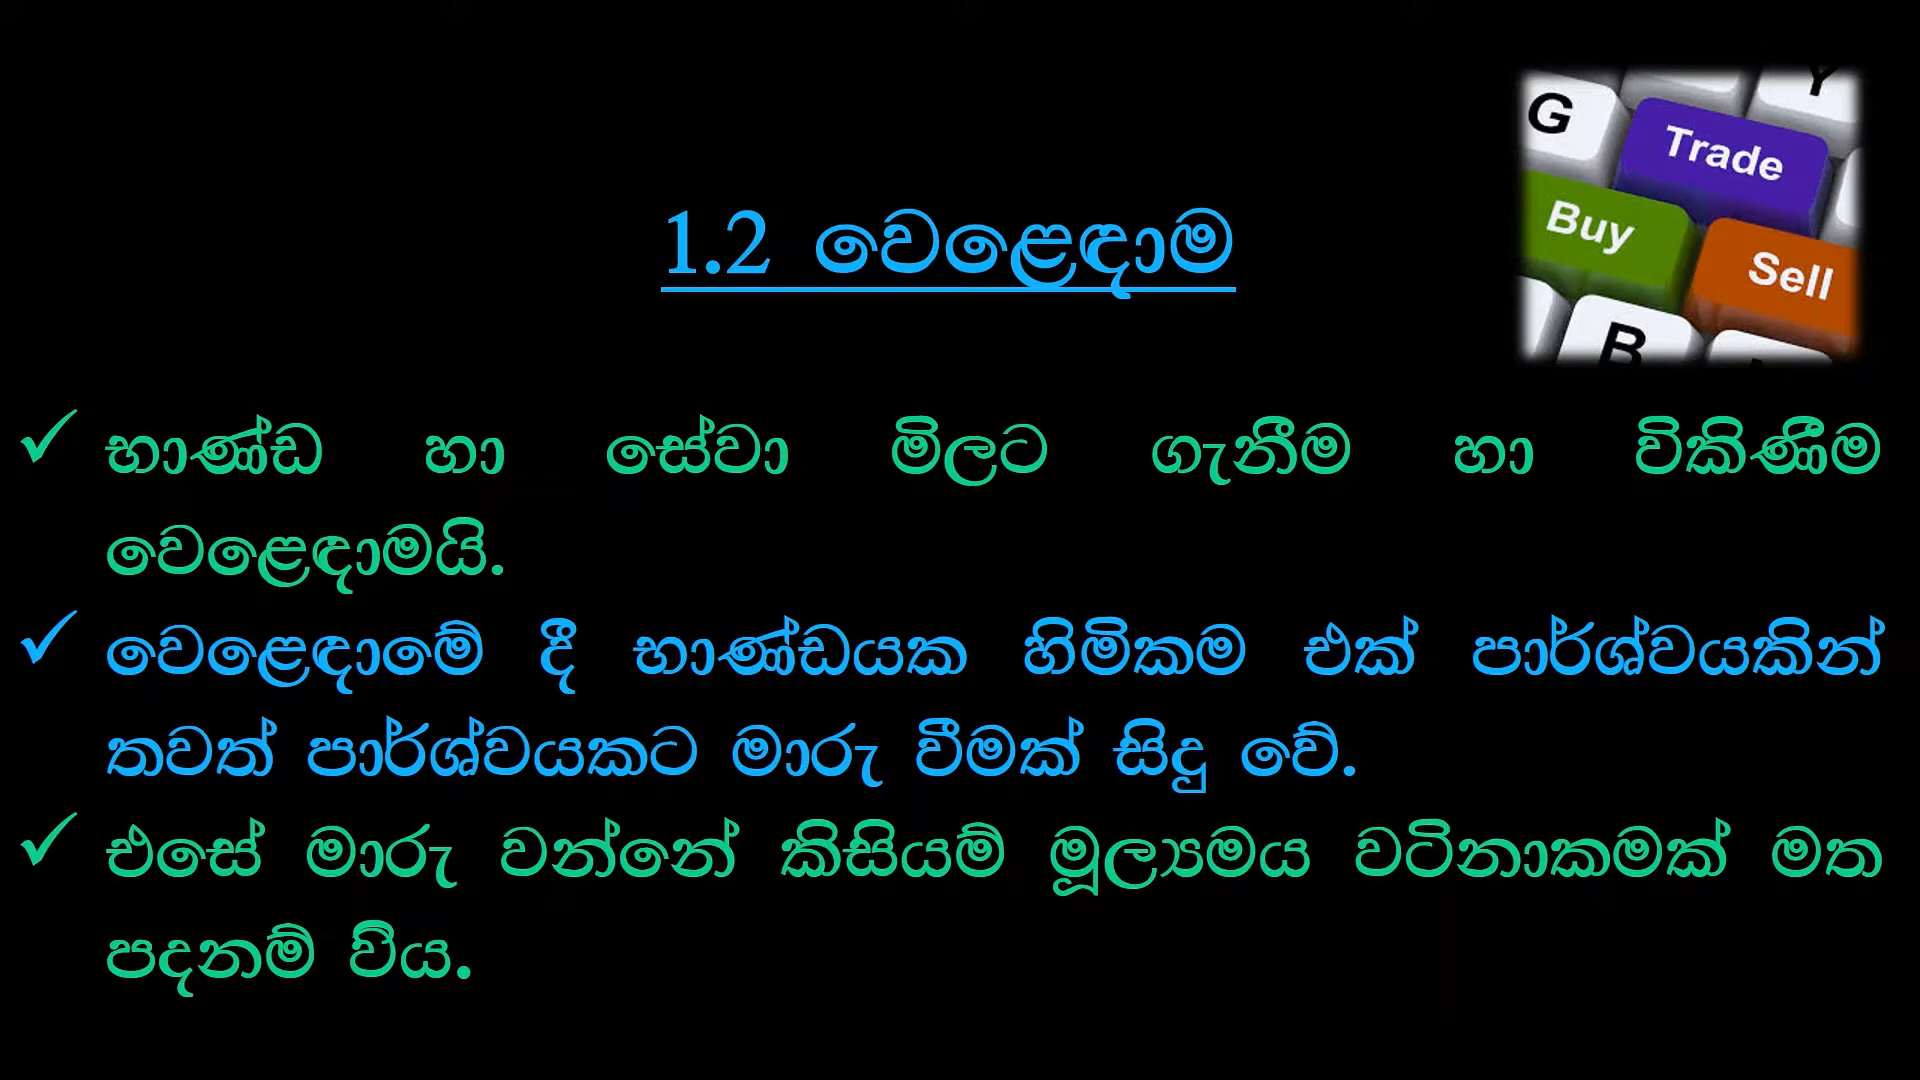 G
Y
Trade
Buy
Sell
B
1.2 වෙළෙඳාම
භාණ්ඩ හා සේවා මිලට ගැනීම හා විකිණීම
වෙළෙඳාමයි.
වෙළෙඳාමේ දී භාණ්ඩයක හිමිකම එක් පාර්ශ්වයකින්
තවත් පාර්ශ්වයකට මාරු වීමක් සිදු වේ.
එසේ මාරු වන්නේ කිසියම් මූල්‍යමය වටිනාකමක් මත
පදනම් ව්ය.